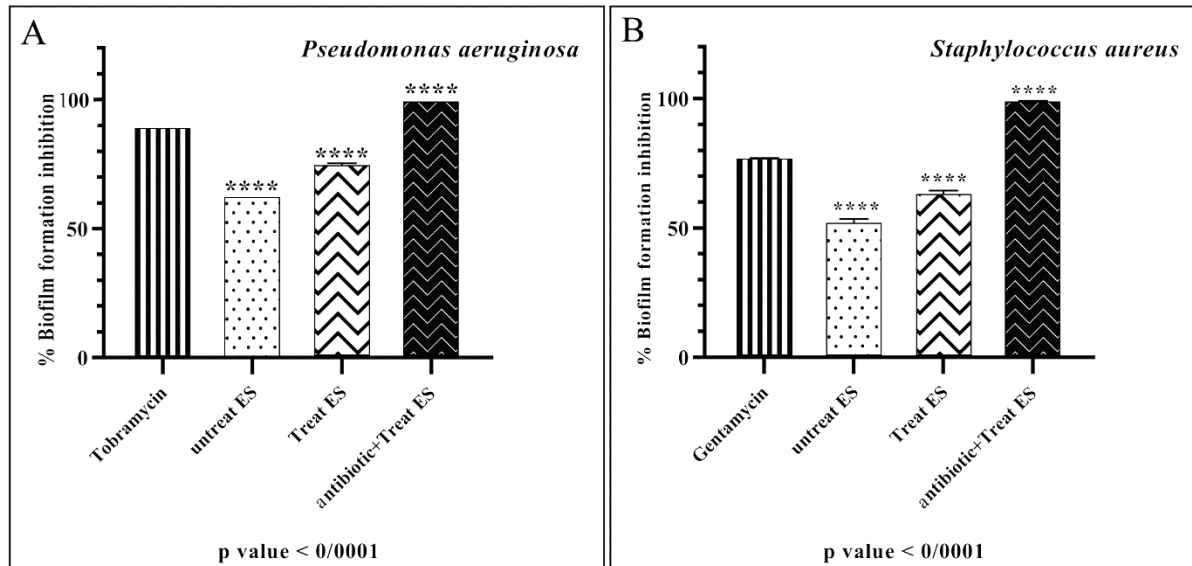 A
Pseudomonas aeruginosa
% Biofilm formation inhibition
100
50
0
****
****
****
Tobramycin
untreat ES
Treat ES
antibiotic+Treat ES
p value < 0/0001
B
Staphylococcus aureus
% Biofilm formation inhibition
100
50
0
****
****
****
Gentamycin
untreat ES
Treat ES
antibiotic+Treat ES
p value < 0/0001